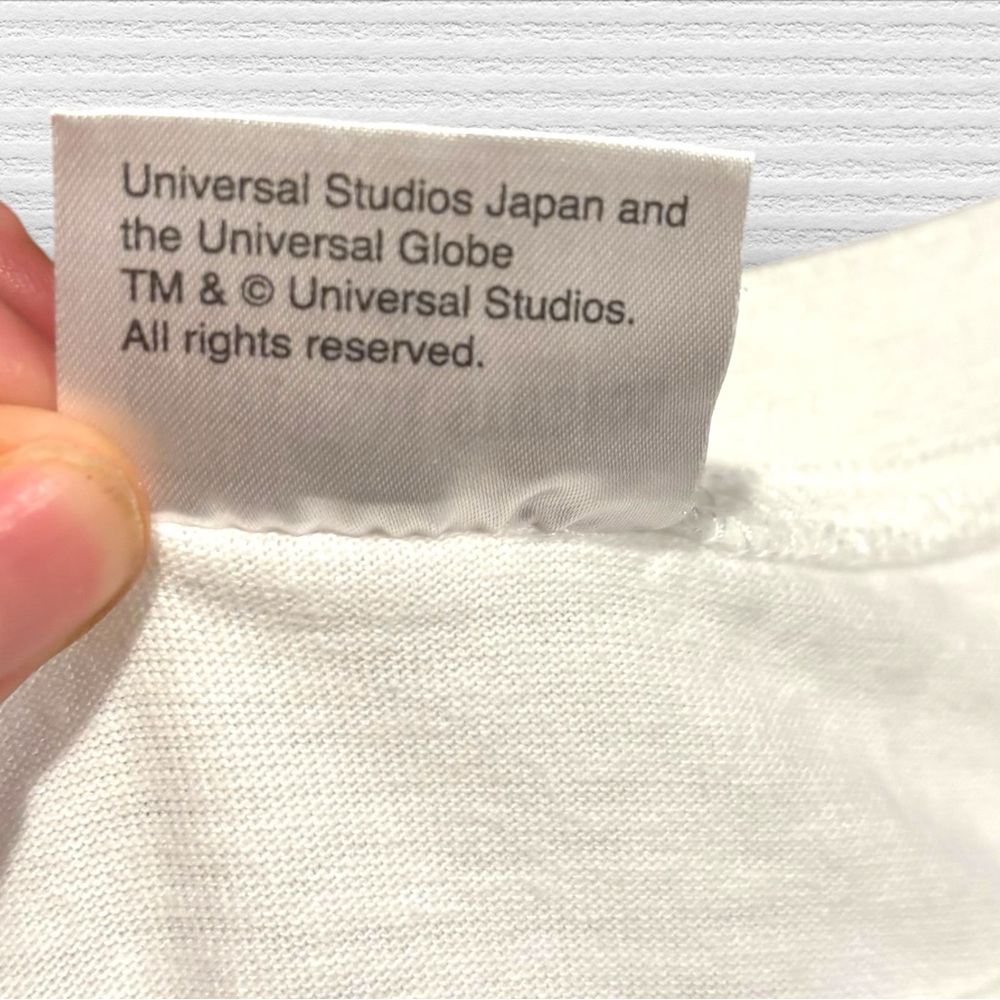 Universal Studios Japan and
the Universal Globe
TM & © Universal Studios.
All rights reserved.